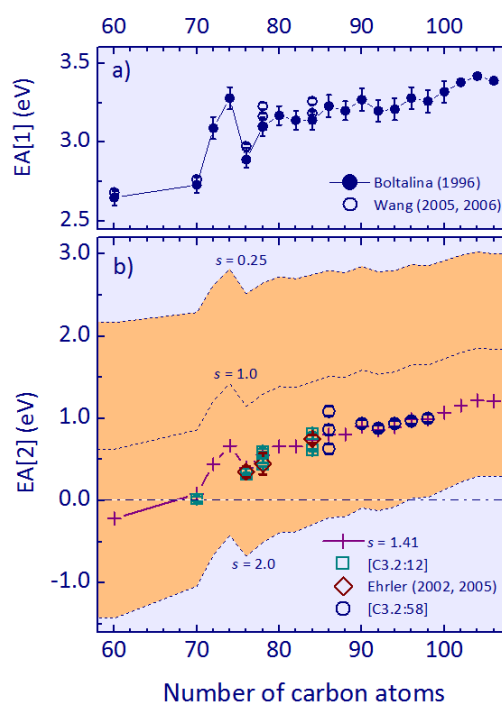 60 70 80 90 100
a)
EA[1] (eV)
3.5
3.0
2.5
Boltalina (1996)
Wang (2005, 2006)
b)
EA[2] (eV)
3.0
2.0
1.0
0.0
-1.0
s = 0.25
s = 1.0
s = 2.0
s = 1.41
[C3.2:12]
Ehrler (2002, 2005)
[C3.2:58]
60 70 80 90 100
Number of carbon atoms